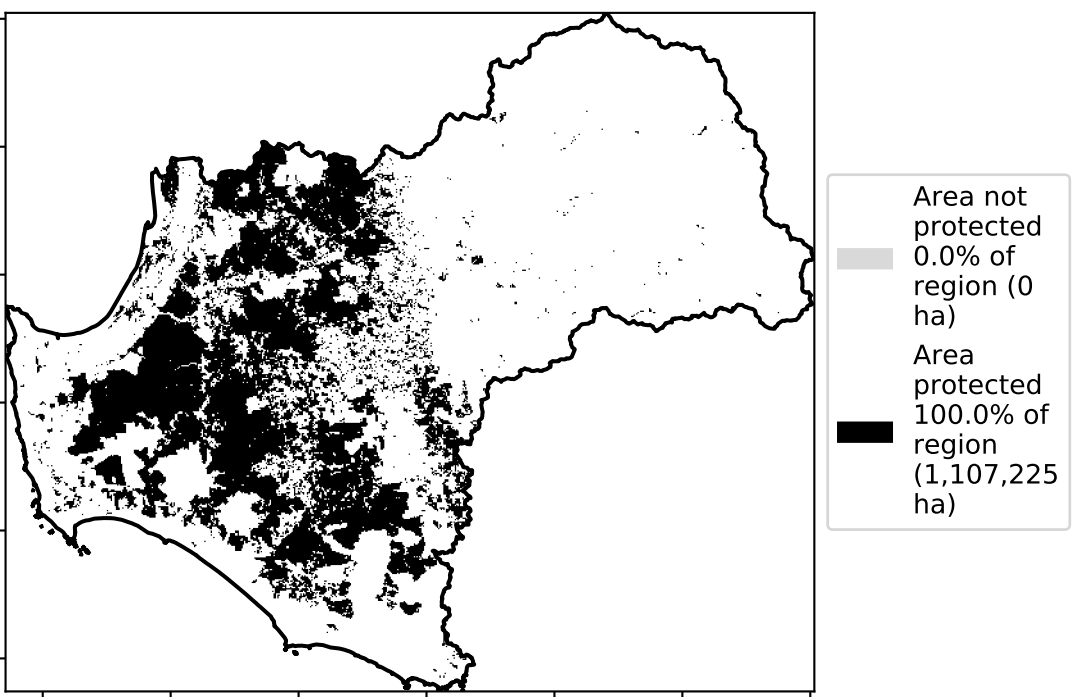 Area not
protected
0.0% of
region (0
ha)
Area
protected
100.0% of
region
(1,107,225
ha)